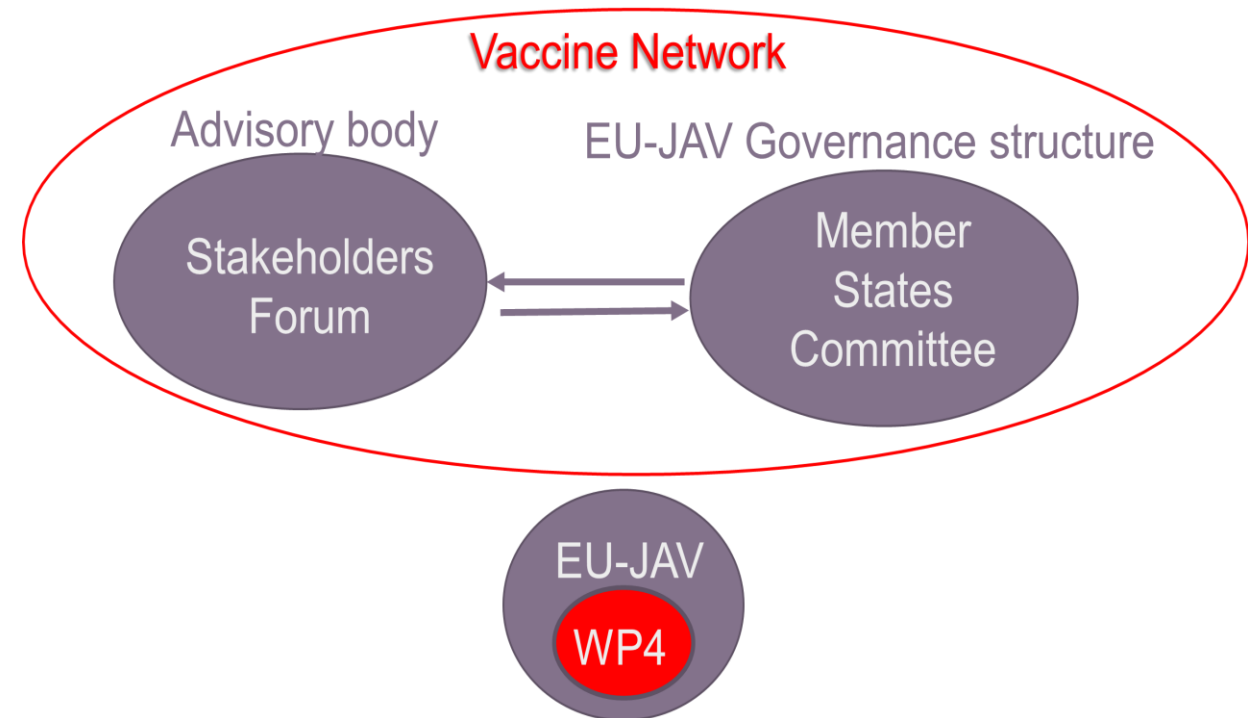 Vaccine Network
Advisory body
EU-JAV Governance structure
Stakeholders
Forum
Member
States
Committee
EU-JAV
WP4